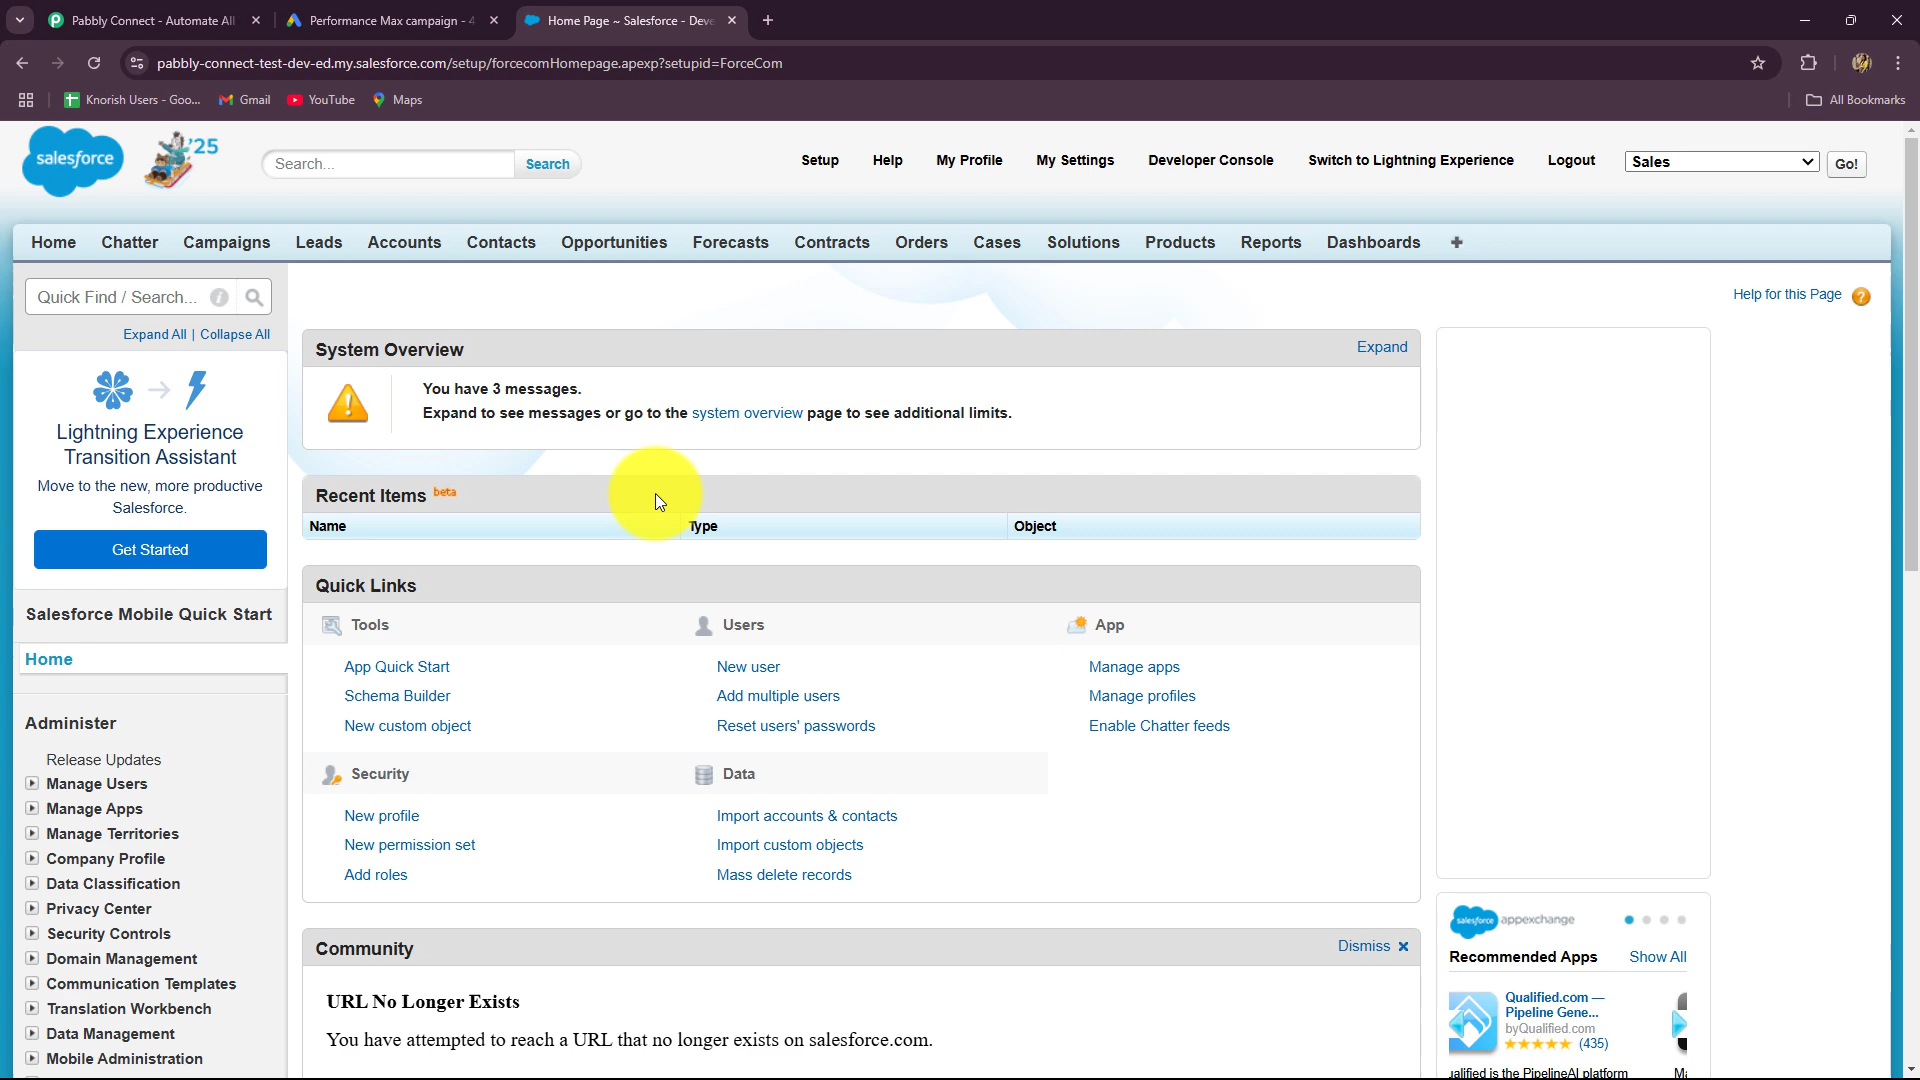 Pabbly Connect - Automate All
Performance Max campaign - 4
Home Page ~ Salesforce - Deve
pabbly-connect-test-dev-ed.my.salesforce.com/setup/forcecomHomepage.apexp?setupid=ForceCom
Knorish Users - Goo...
Gmail
YouTube
Maps
All Bookmarks
salesforce
'25
Search...
Search
Setup
Help
My Profile
My Settings
Developer Console
Switch to Lightning Experience
Logout
Sales
Go!
Home
Chatter
Campaigns
Leads
Accounts
Contacts
Opportunities
Forecasts
Contracts
Orders
Cases
Solutions
Products
Reports
Dashboards
Quick Find / Search...
Expand All | Collapse All
Lightning Experience
Transition Assistant
Move to the new, more productive
Salesforce.
Get Started
Salesforce Mobile Quick Start
Home
Administer
Release Updates
Manage Users
Manage Apps
Manage Territories
Company Profile
Data Classification
Privacy Center
Security Controls
Domain Management
Communication Templates
Translation Workbench
Data Management
Mobile Administration
Help for this Page
System Overview
Expand
You have 3 messages.
Expand to see messages or go to the system overview page to see additional limits.
Recent Items beta
Name
Type
Object
Quick Links
Tools
App Quick Start
Schema Builder
New custom object
Users
New user
Add multiple users
Reset users' passwords
App
Manage apps
Manage profiles
Enable Chatter feeds
Security
New profile
New permission set
Add roles
Data
Import accounts & contacts
Import custom objects
Mass delete records
Community
Dismiss
URL No Longer Exists
You have attempted to reach a URL that no longer exists on salesforce.com.
salesforce appexchange
Recommended Apps
Show All
Qualified.com —
Pipeline Gene...
byQualified.com
(435)
is the PipelineAI platform